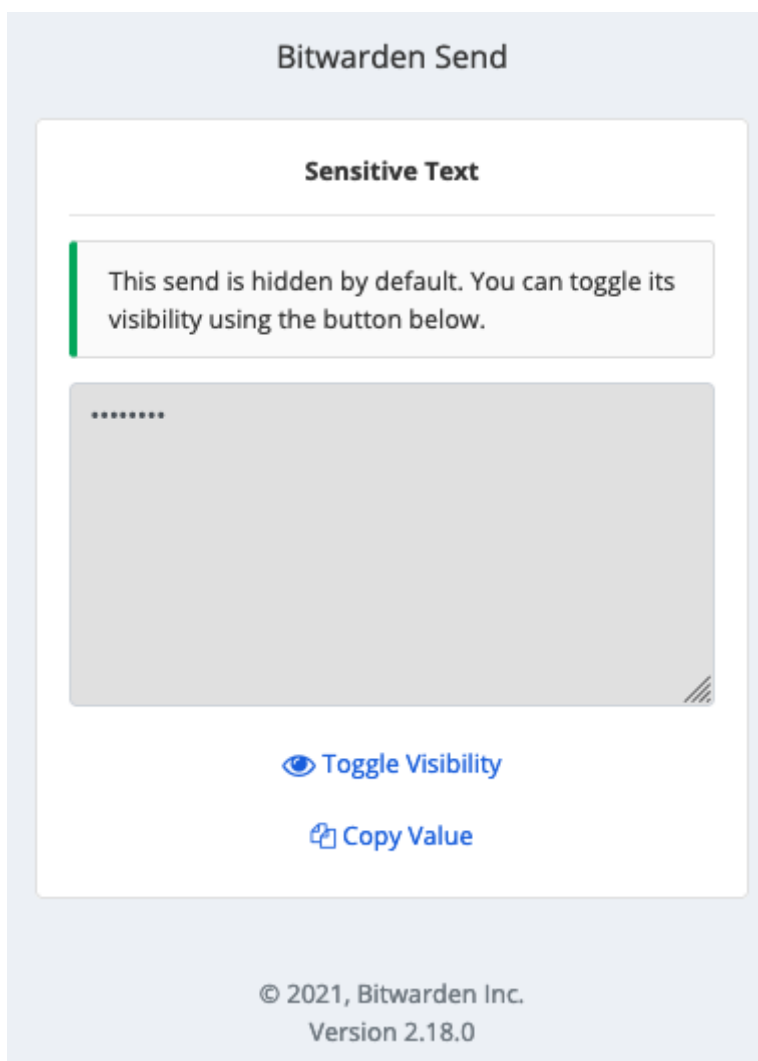 Bitwarden Send
Sensitive Text
This send is hidden by default. You can toggle its
visibility using the button below.
••••••••
Toggle Visibility
Copy Value
© 2021, Bitwarden Inc.
Version 2.18.0